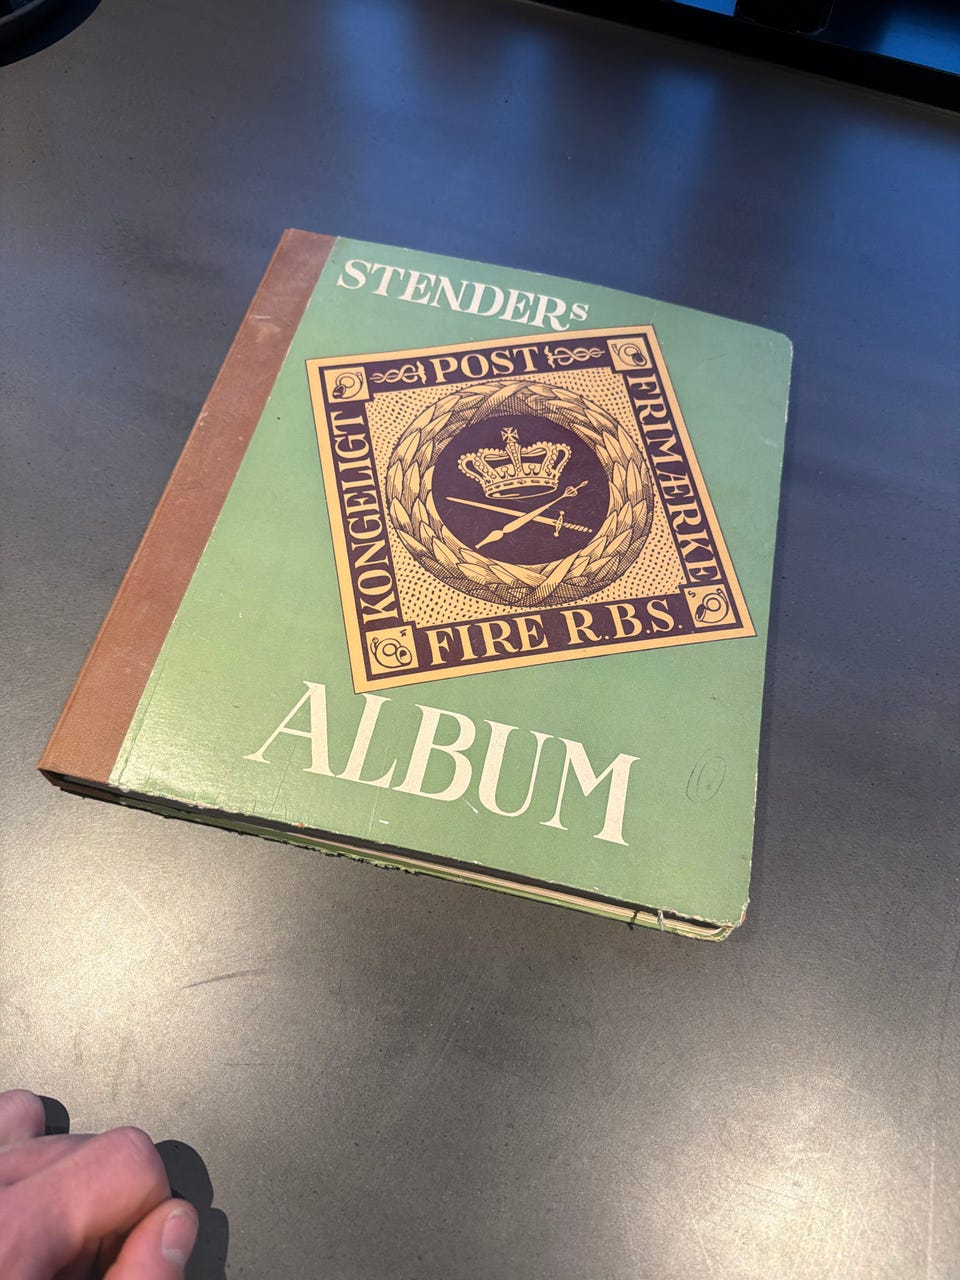 STENDERs
KONGELIGT
POST
FRIMÆRKE
FIRE R.B.S.
ALBUM